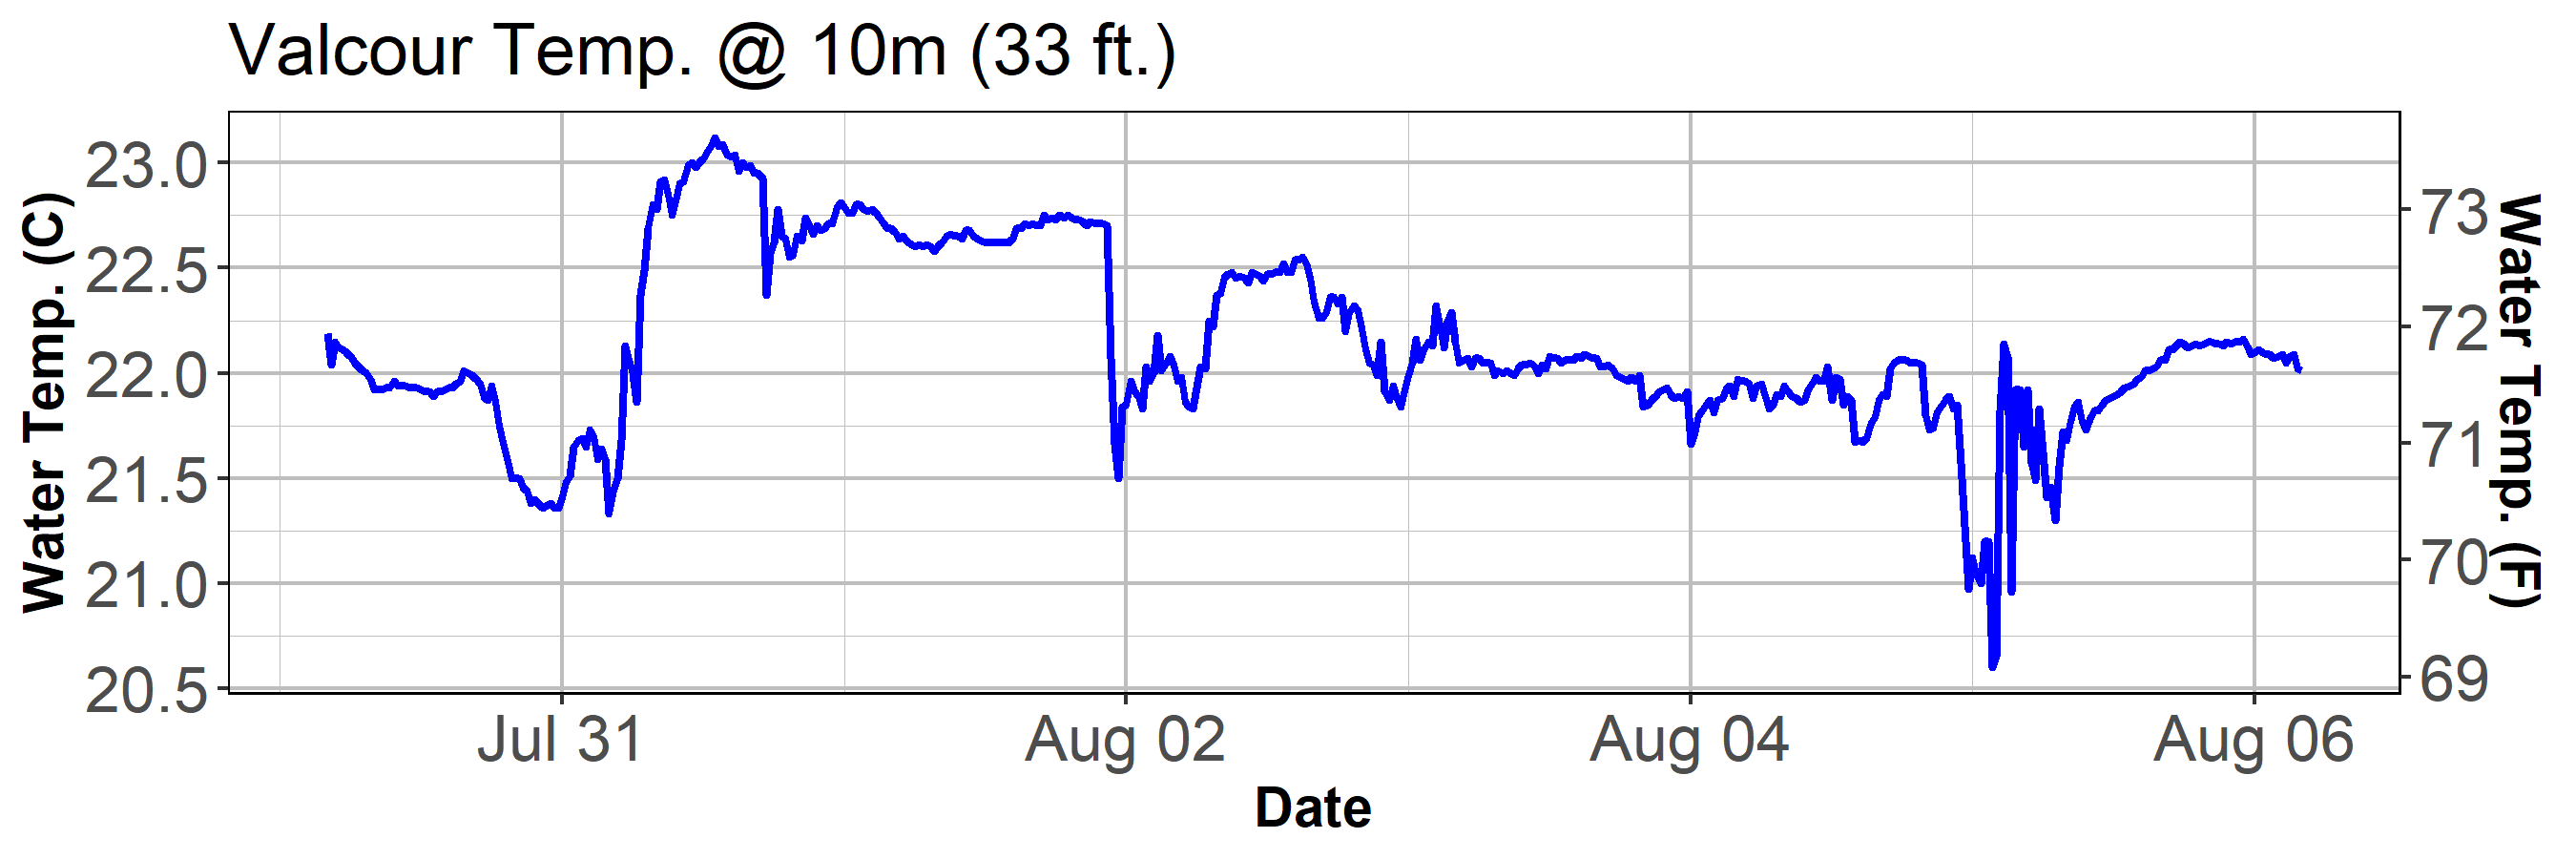 Valcour Temp. @ 10m (33 ft.)
Water Temp. (C)
23.0
22.5
22.0
21.5
21.0
20.5
73
72
71
70
69
Water Temp. (F)
Jul 31
Aug 02
Aug 04
Aug 06
Date